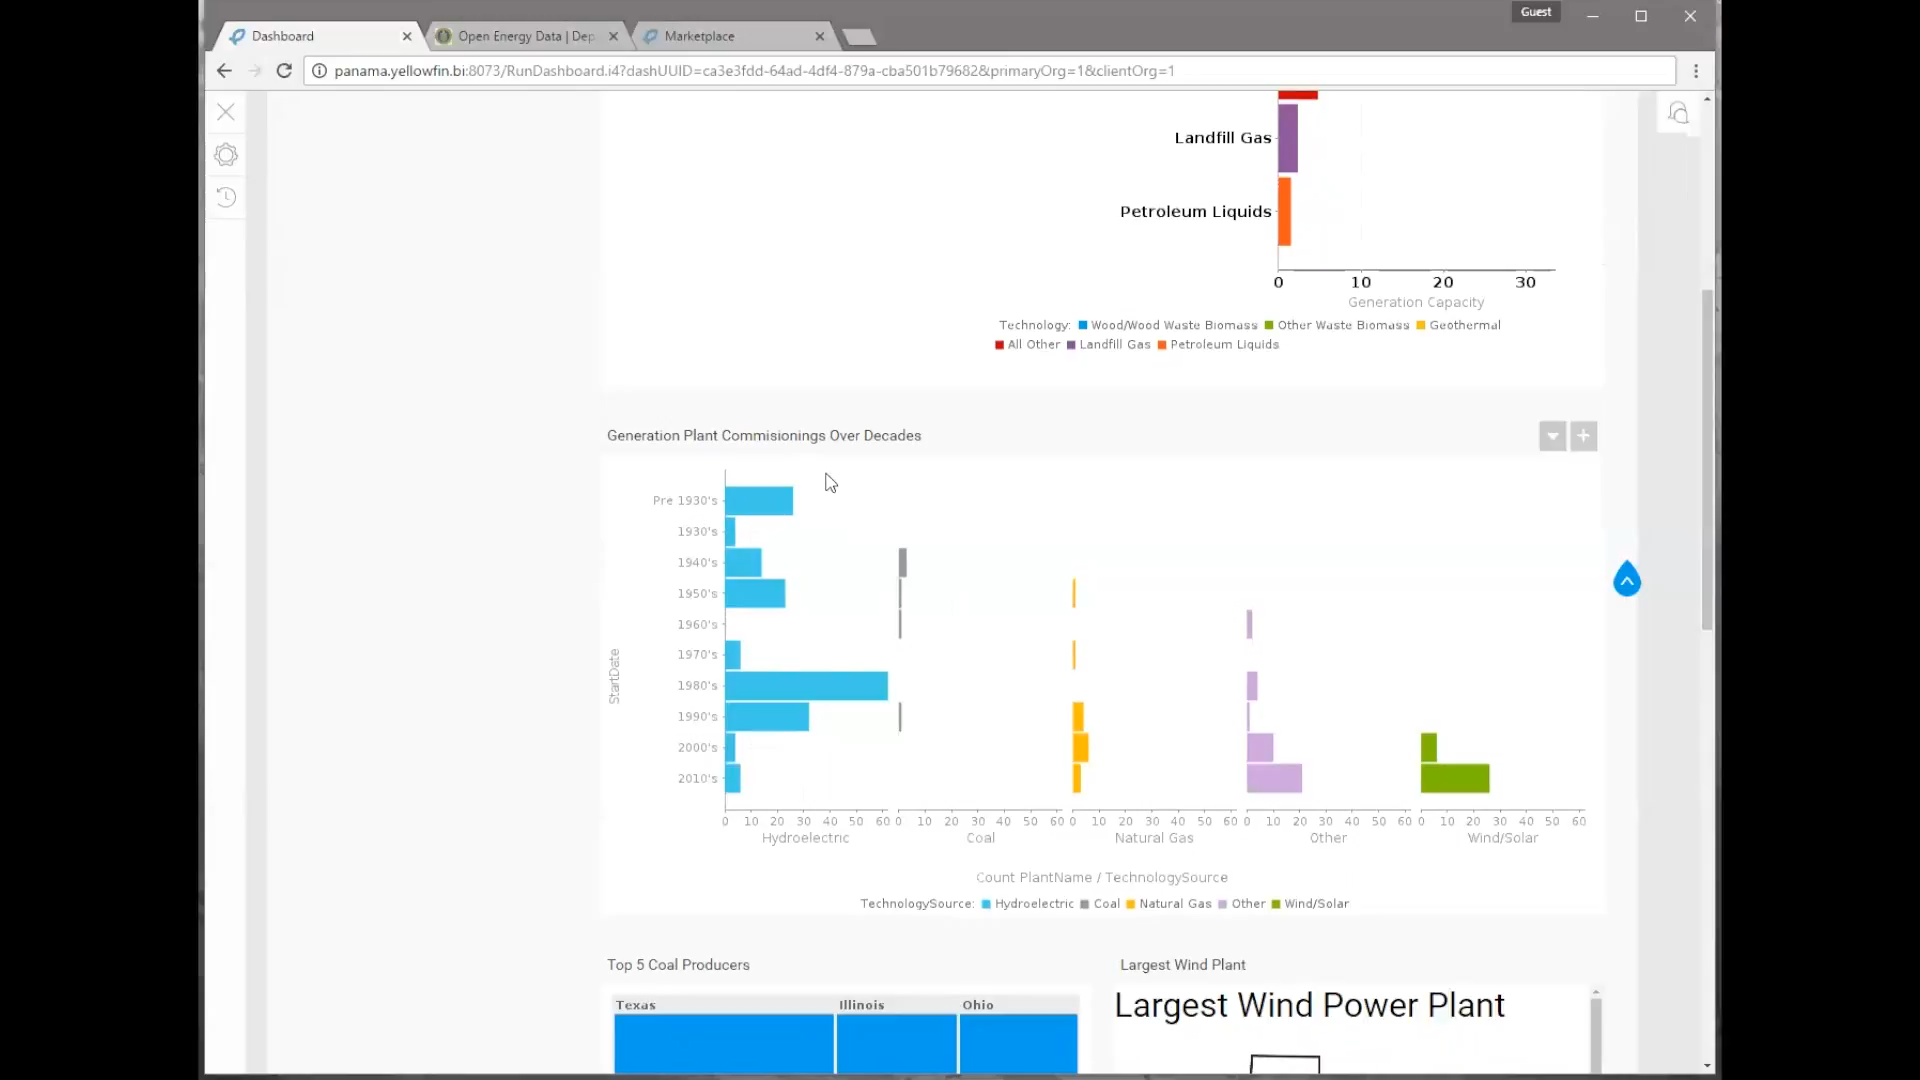 Guest
Dashboard
Open Energy Data | Dep
Marketplace
panama.yellowfin.bi:8073/RunDashboard.i4?dashUUID=ca3e3fdd-64ad-4df4-879a-cba501b79682&primaryOrg=1&clientOrg=1
Landfill Gas
Petroleum Liquids
0 10 20 30
Generation Capacity
Technology: Wood/Wood Waste Biomass Other Waste Biomass Geothermal
All Other Landfill Gas Petroleum Liquids
Generation Plant Commisionings Over Decades
Pre 1930's
1930's
1940's
1950's
1960's
1970's
1980's
1990's
2000's
2010's
StartDate
0 10 20 30 40 50 60 0 10 20 30 40 50 60 0 10 20 30 40 50 60 0 10 20 30 40 50 60 0 10 20 30 40 50 60
Hydroelectric Coal Natural Gas Other Wind/Solar
Count PlantName / TechnologySource
TechnologySource: Hydroelectric Coal Natural Gas Other Wind/Solar
Top 5 Coal Producers
Largest Wind Plant
Texas Illinois Ohio
Largest Wind Power Plant